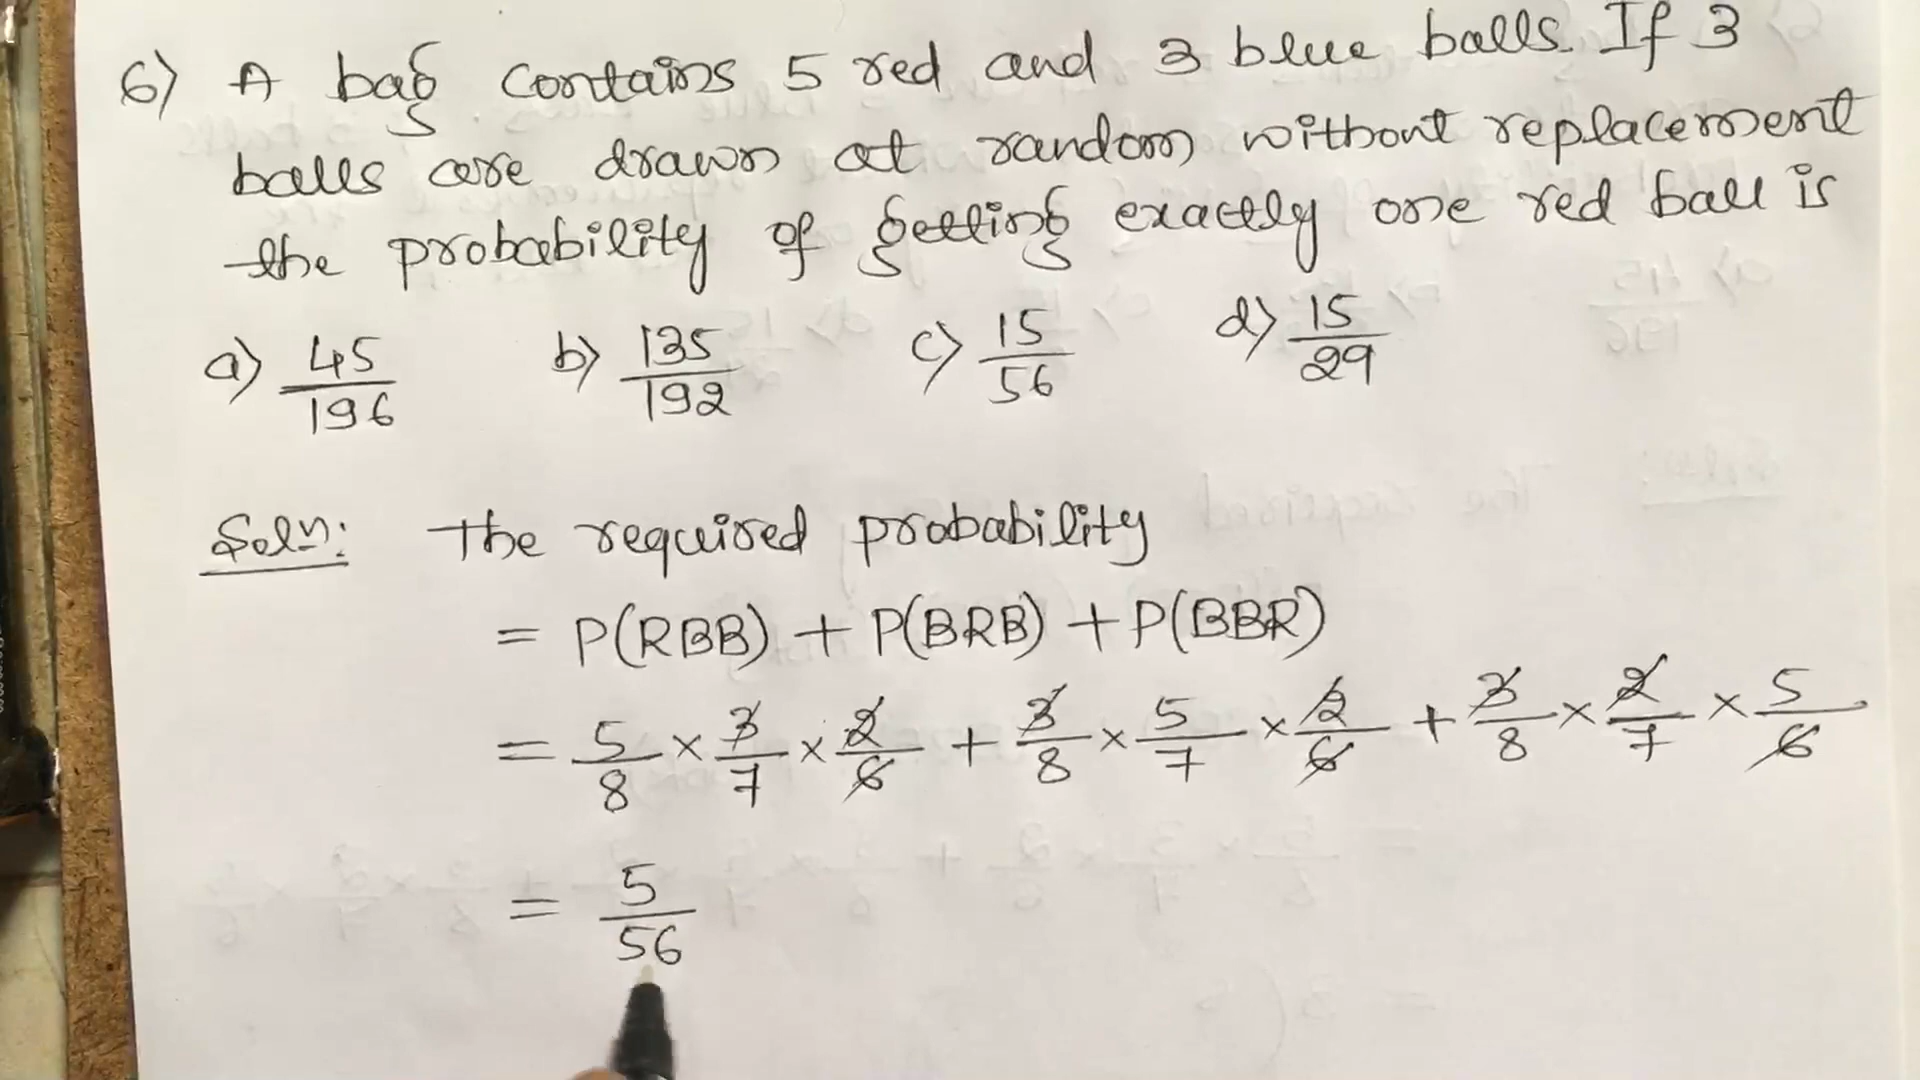 6) A bag contains 5 red and 3 blue balls. If 3
balls are drawn at random without replacement
the probability of getting exactly one red ball is
a) 45/196 b) 135/192 c) 15/56 d) 15/29
Soln: The required probability
= P(RBB) + P(BRB) + P(BBR)
= 5/8 × 3/7 × 2/6 + 3/8 × 5/7 × 2/6 + 3/8 × 2/7 × 5/6
= 5/56